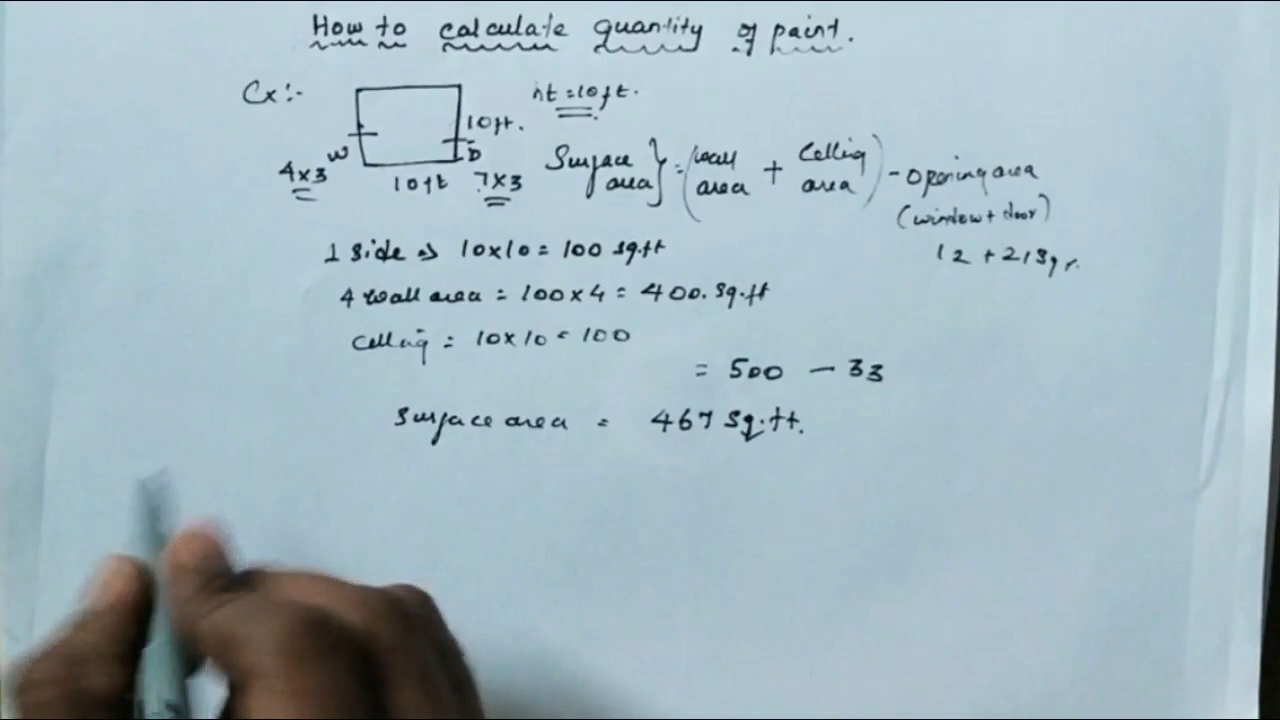 How to calculate quantity of paint.
Ex:-
ht = 10ft.
10ft.
W
D
4x3
10ft
7x3
Surface area} = (wall area + Celling area) - opening area
(window + door)
12 + 21 Sq
1 side ⇒ 10x10 = 100 sq.ft
4 wall area = 100 x 4 = 400. sq.ft
Celling = 10x10 = 100
= 500 - 33
Surface area = 467 sq.ft.